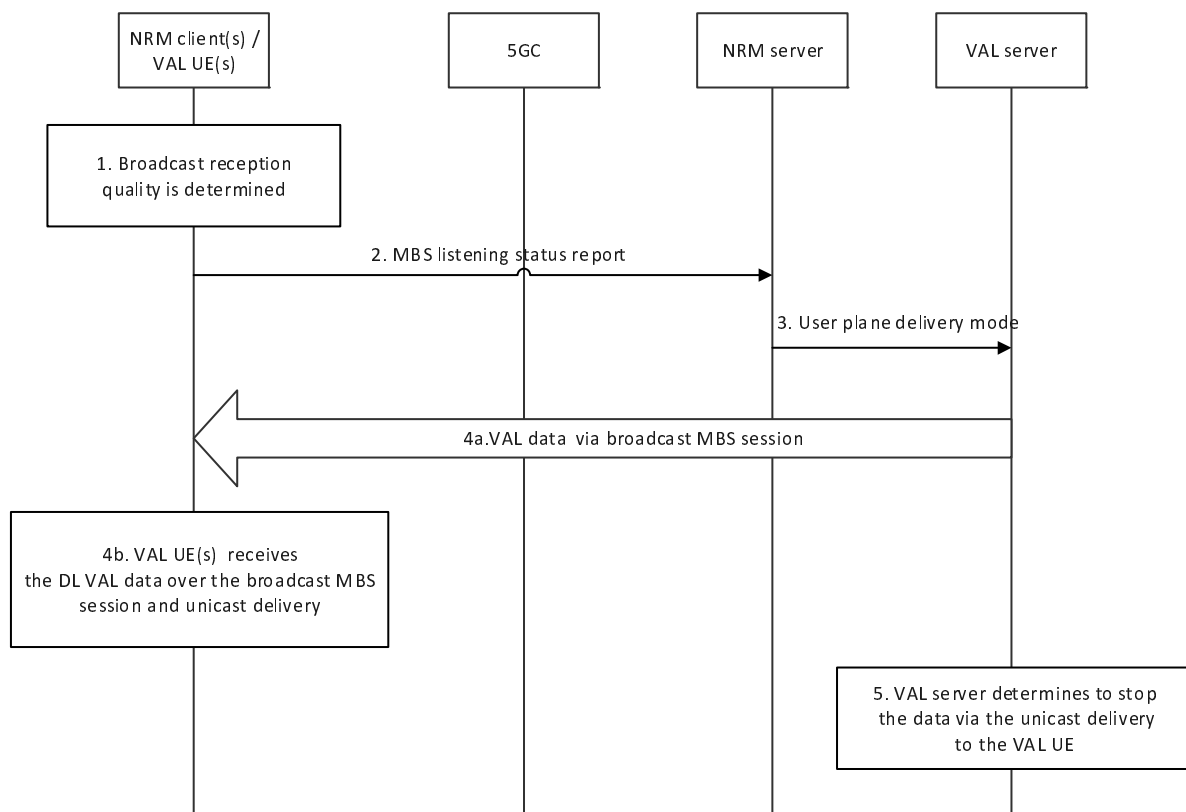 NRM client(s) /
VAL UE(s)
5GC
NRM server
VAL server
1. Broadcast reception
quality is determined
2. MBS listening status report
3. User plane delivery mode
4a.VAL data via broadcast MBS session
4b. VAL UE(s) receives
the DL VAL data over the broadcast MBS
session and unicast delivery
5. VAL server determines to stop
the data via the unicast delivery
to the VAL UE